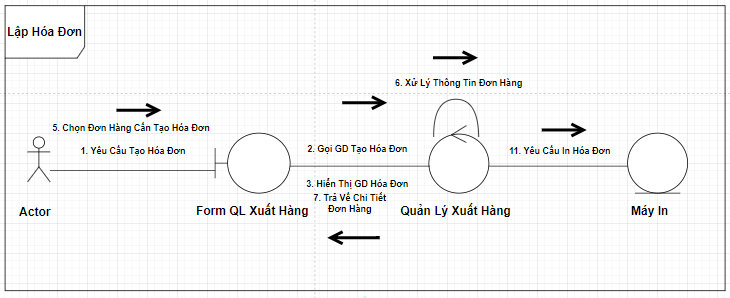 Lập Hóa Đơn
6. Xử Lý Thông Tin Đơn Hàng
5. Chọn Đơn Hàng Cần Tạo Hóa Đơn
1. Yêu Cầu Tạo Hóa Đơn
2. Gọi GD Tạo Hóa Đơn
11. Yêu Cầu In Hóa Đơn
3. Hiển Thị GD Hóa Đơn
7. Trả Về Chi Tiết
Đơn Hàng
Actor
Form QL Xuất Hàng
Quản Lý Xuất Hàng
Máy In